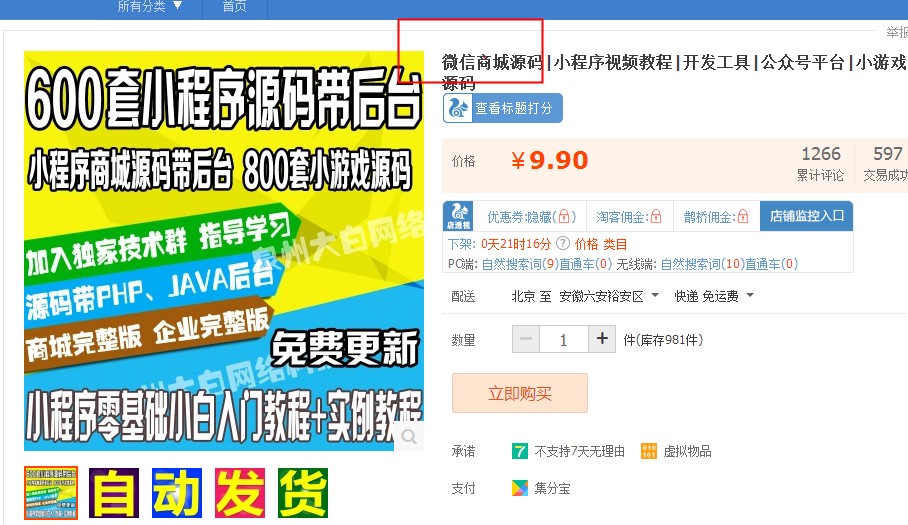 所有分类 ▼ 首页
举报
600套小程序源码带后台
小程序商城源码带后台 800套小游戏源码
加入独家技术群 指导学习
源码带PHP、JAVA后台
商城完整版 企业完整版
免费更新
小程序零基础小白入门教程+实例教程
泉州大白网络
州大白网络科
自动发货
微信商城源码|小程序视频教程|开发工具|公众号平台|小游戏
源码
查看标题打分
价格 ¥9.90
1266 597
累计评论 交易成功
店透视 优惠券:隐藏() 淘客佣金: 鹊桥佣金: 店铺监控入口
下架: 0天21时16分 ? 价格 类目
PC端: 自然搜索词(9)直通车(0) 无线端: 自然搜索词(10)直通车(0)
配送 北京 至 安徽六安裕安区 快递 免运费
数量 − 1 + 件(库存981件)
立即购买
承诺 7 不支持7天无理由 虚拟物品
支付 集分宝